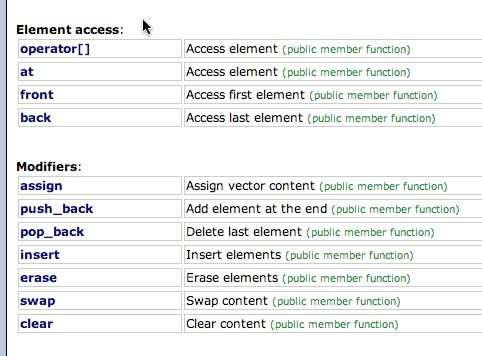 Element access:
operator[] Access element (public member function)
at Access element (public member function)
front Access first element (public member function)
back Access last element (public member function)
Modifiers:
assign Assign vector content (public member function)
push_back Add element at the end (public member function)
pop_back Delete last element (public member function)
insert Insert elements (public member function)
erase Erase elements (public member function)
swap Swap content (public member function)
clear Clear content (public member function)